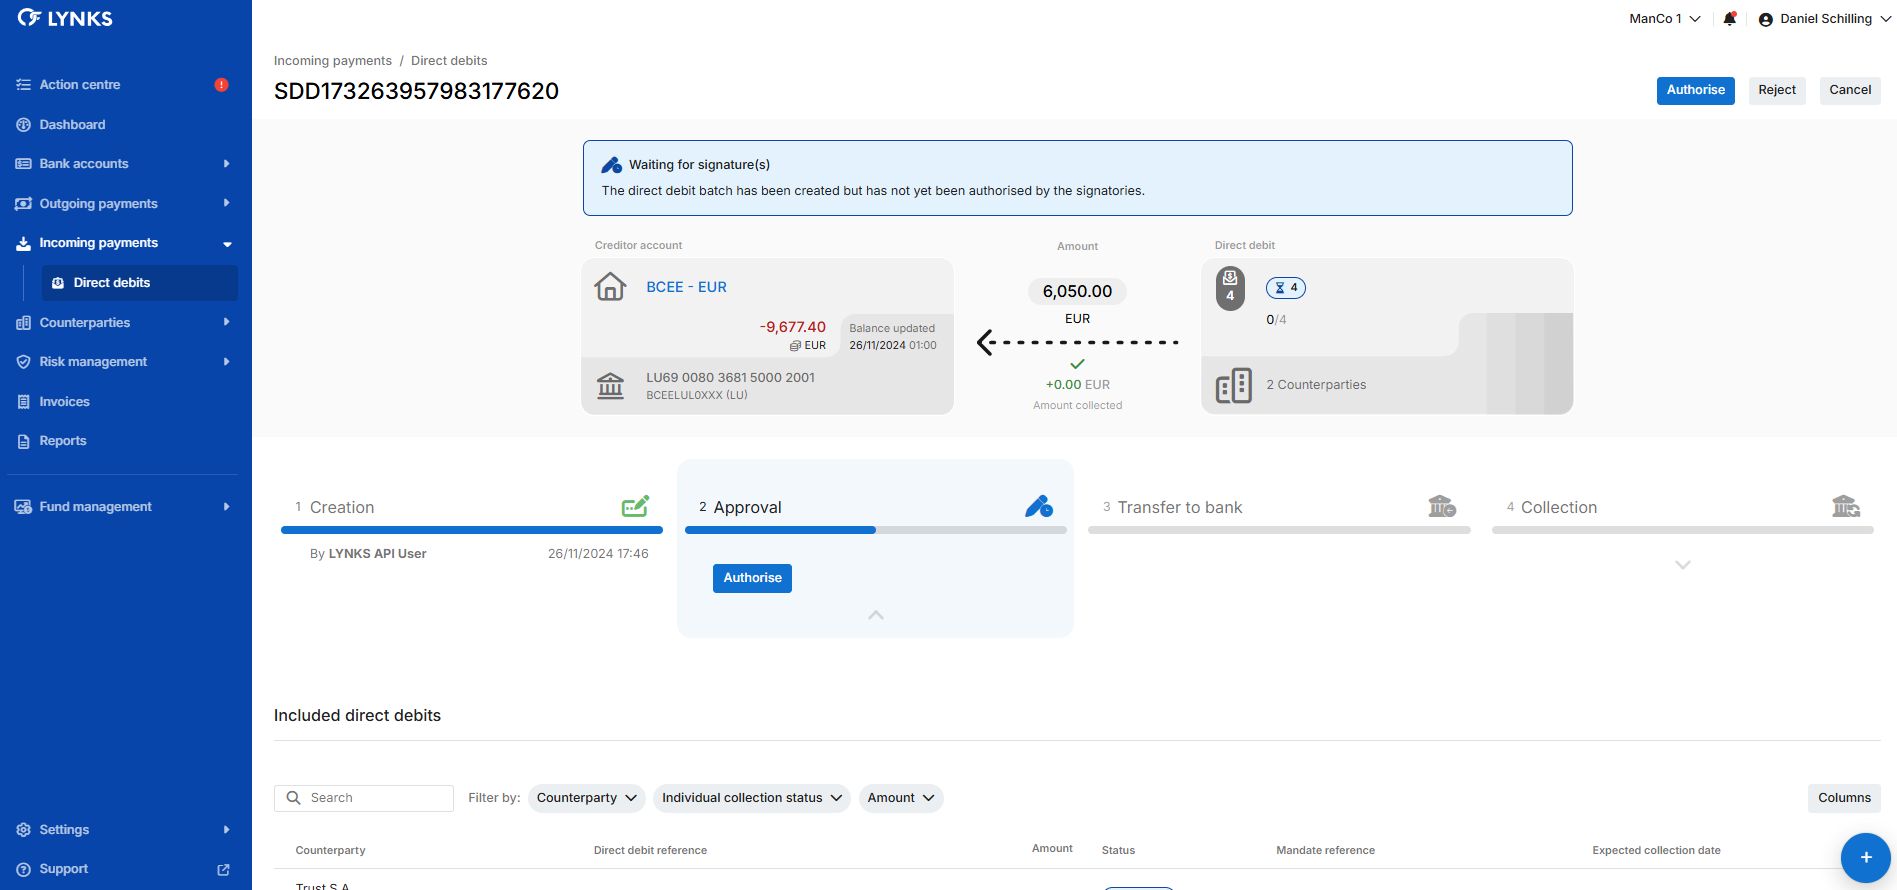 LYNKS
ManCo 1
Daniel Schilling
Action centre
!
Dashboard
Bank accounts
Outgoing payments
Incoming payments
Direct debits
Counterparties
Risk management
Invoices
Reports
Fund management
Settings
Support
Incoming payments / Direct debits
SDD173263957983177620
Authorise
Reject
Cancel
Waiting for signature(s)
The direct debit batch has been created but has not yet been authorised by the signatories.
Creditor account
BCEE - EUR
-9,677.40
EUR
Balance updated
26/11/2024 01:00
LU69 0080 3681 5000 2001
BCEELUL0XXX (LU)
Amount
6,050.00
EUR
+0.00 EUR
Amount collected
Direct debit
4
4
0/4
2 Counterparties
1 Creation
By LYNKS API User
26/11/2024 17:46
2 Approval
Authorise
3 Transfer to bank
4 Collection
Included direct debits
Search
Filter by:
Counterparty
Individual collection status
Amount
Columns
Counterparty
Direct debit reference
Amount
Status
Mandate reference
Expected collection date
Trust S.A.
+